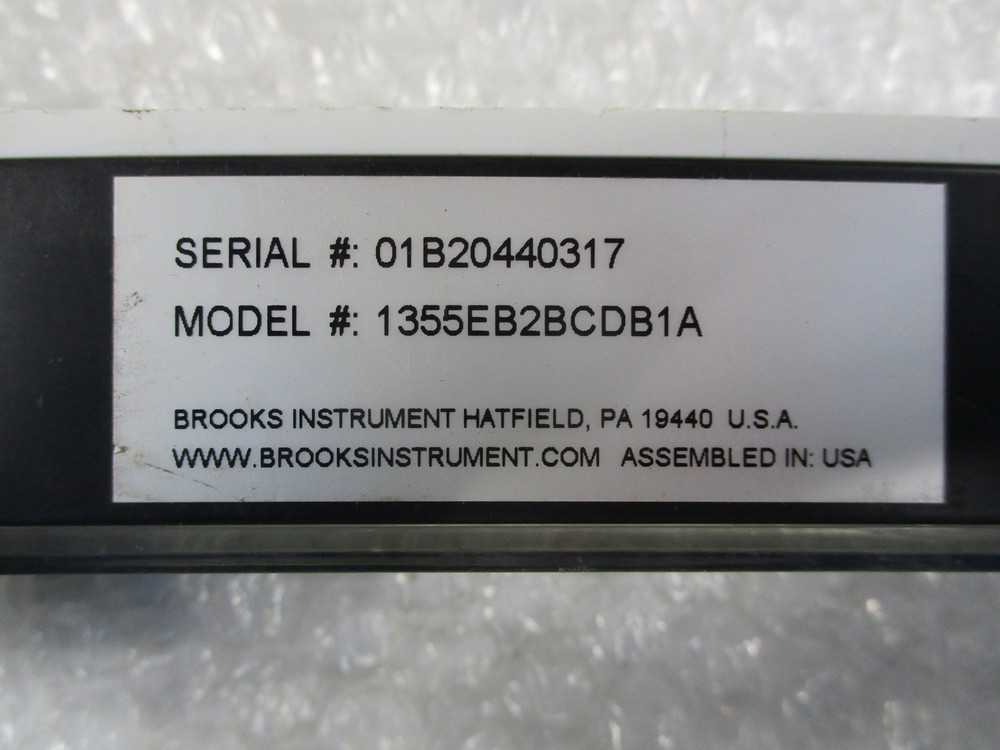 SERIAL #: 01B20440317
MODEL #: 1355EB2BCDB1A
BROOKS INSTRUMENT HATFIELD, PA 19440 U.S.A.
WWW.BROOKSINSTRUMENT.COM ASSEMBLED IN: USA